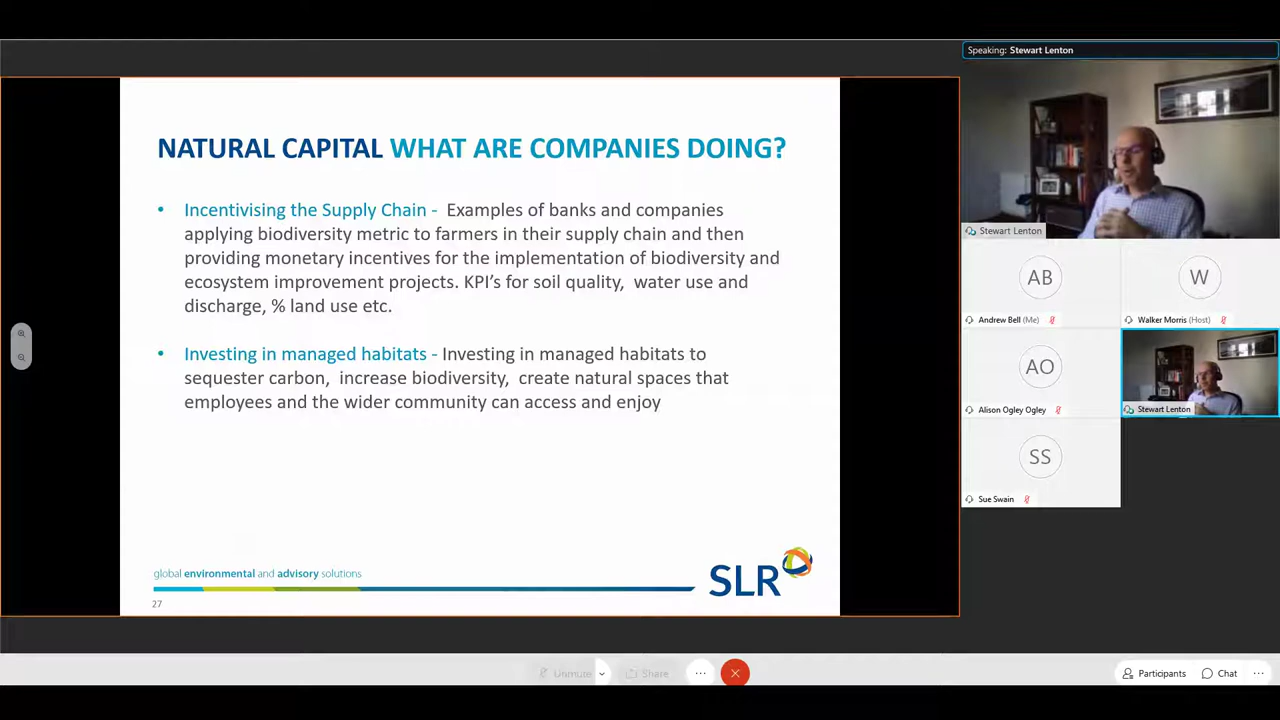 Speaking: Stewart Lenton
NATURAL CAPITAL WHAT ARE COMPANIES DOING?
• Incentivising the Supply Chain - Examples of banks and companies
applying biodiversity metric to farmers in their supply chain and then
providing monetary incentives for the implementation of biodiversity and
ecosystem improvement projects. KPI's for soil quality, water use and
discharge, % land use etc.
• Investing in managed habitats - Investing in managed habitats to
sequester carbon, increase biodiversity, create natural spaces that
employees and the wider community can access and enjoy
global environmental and advisory solutions
SLR
27
Stewart Lenton
AB
Andrew Bell (Me)
W
Walker Morris (Host)
AO
Alison Ogley Ogley
Stewart Lenton
SS
Sue Swain
Unmute
Share
Participants
Chat